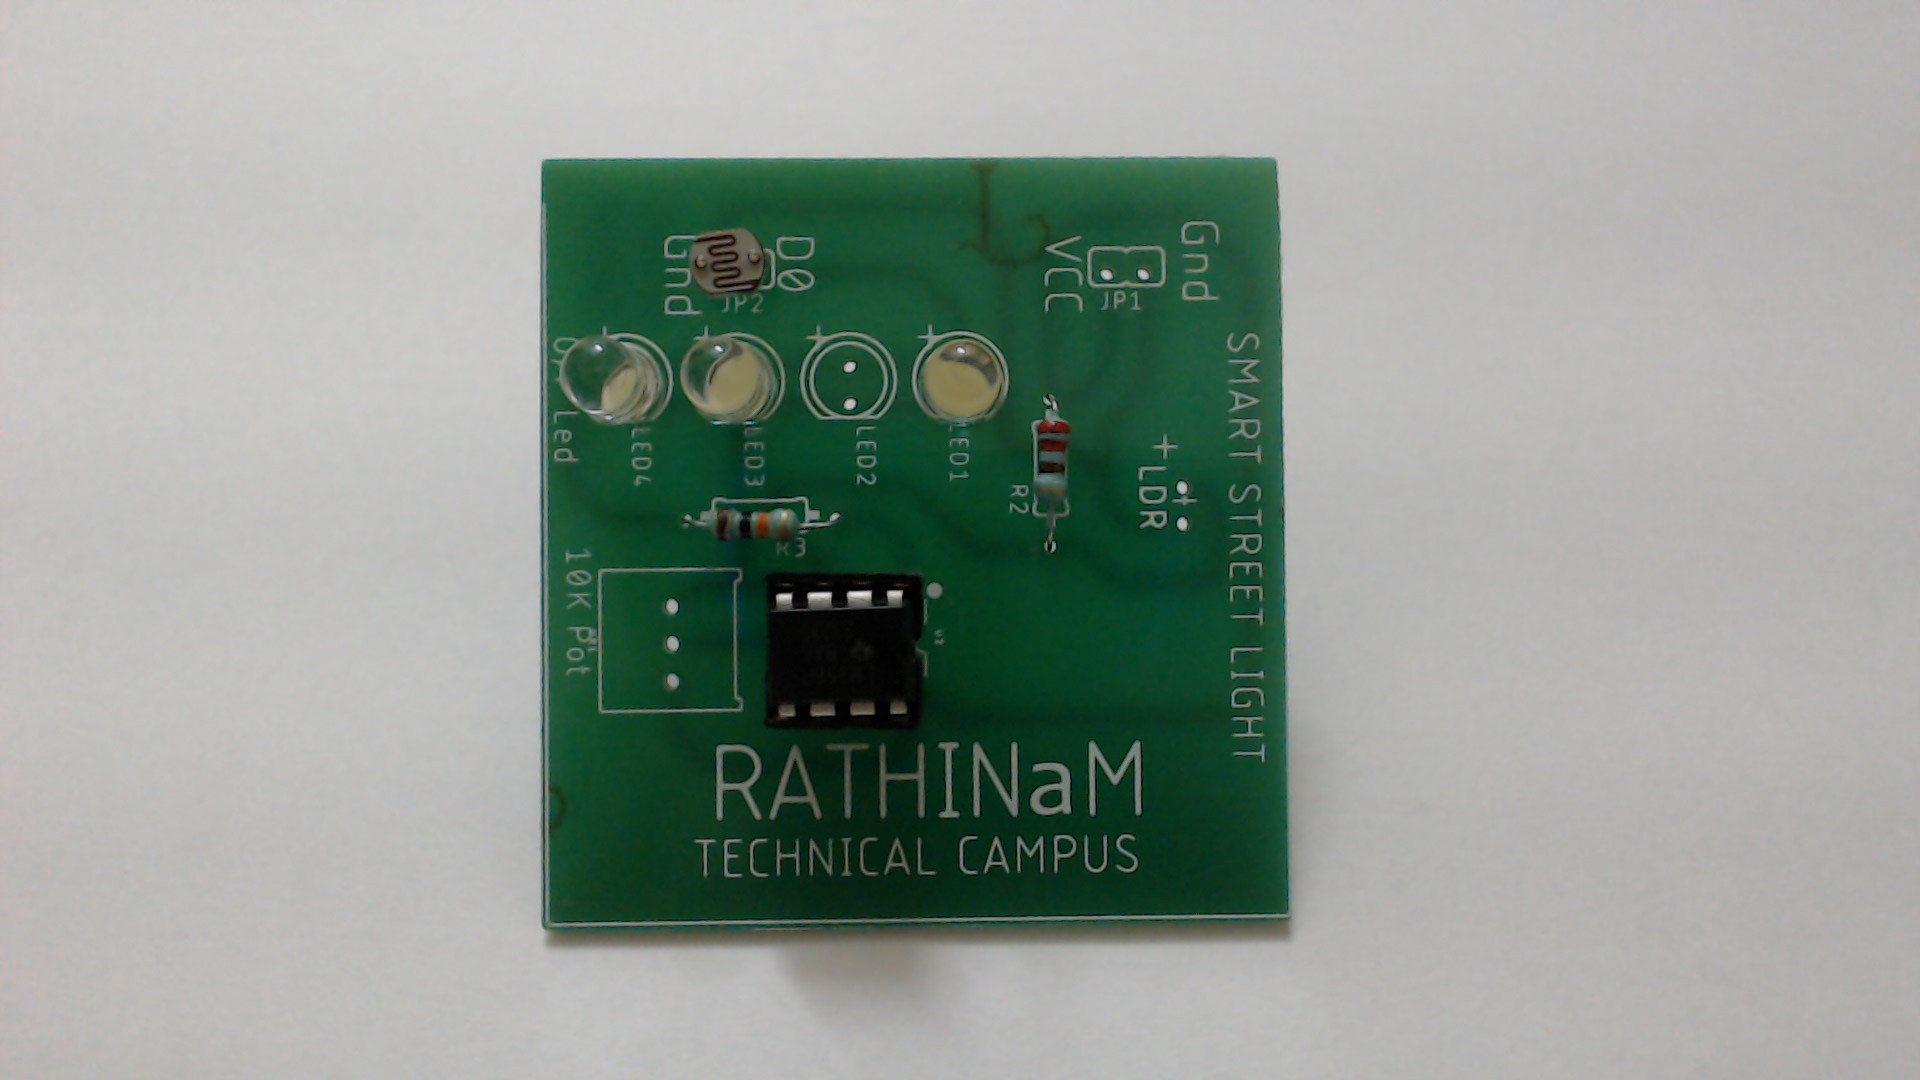 Gnd
D0
JP2
VCC
JP1
Gnd
LED4
LED3
LED2
LED1
Led
R2
+LDR
SMART STREET LIGHT
R3
10K Pot
RATHINaM
TECHNICAL CAMPUS